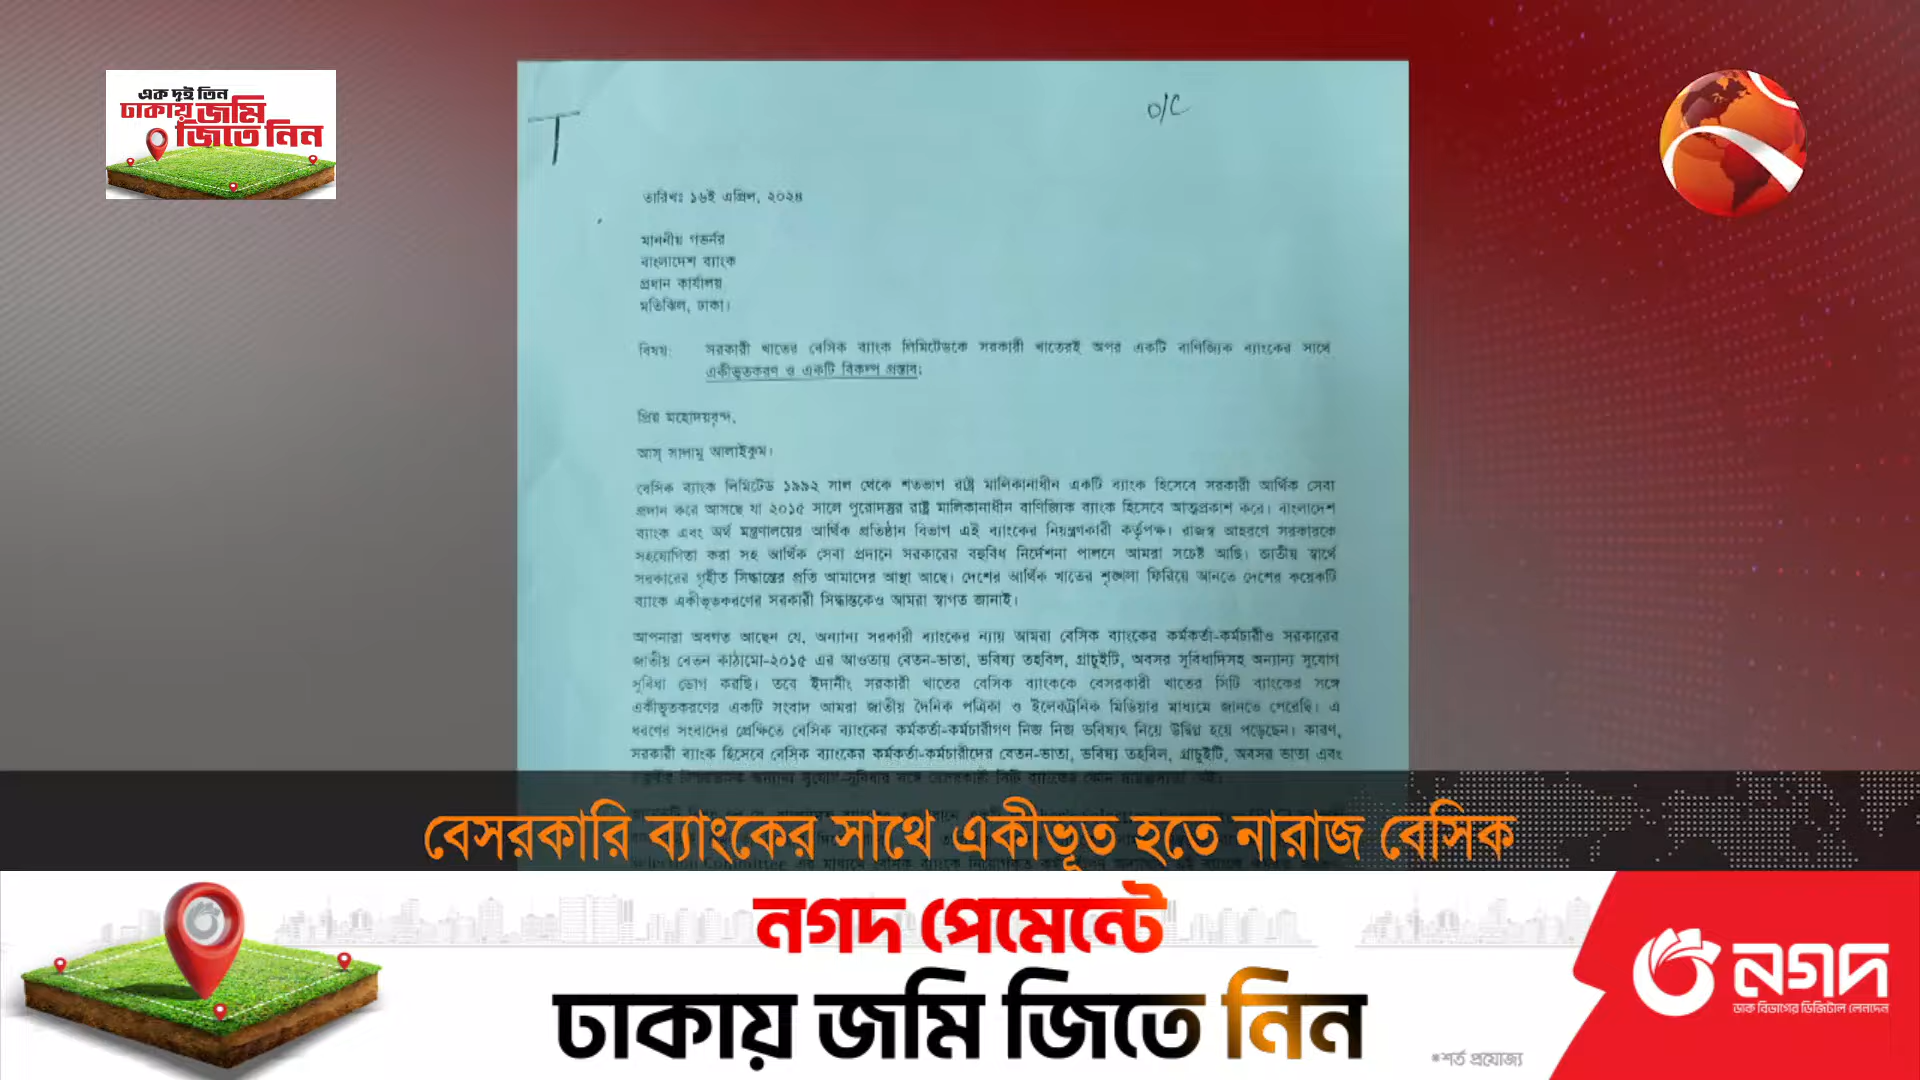 এক দুই তিন
ঢাকায় জমি
জিতে নিন
O/C
তারিখঃ ১৬ই এপ্রিল, ২০২৪
মাননীয় গভর্নর
বাংলাদেশ ব্যাংক
প্রধান কার্যালয়
মতিঝিল, ঢাকা।
বিষয়: সরকারী খাতের বেসিক ব্যাংক লিমিটেডকে সরকারী খাতেরই অপর একটি বাণিজ্যিক ব্যাংকের সাথে
একীভূতকরণ ও একটি বিকল্প প্রস্তাব;
প্রিয় মহোদয়বৃন্দ,
আস্ সালামু আলাইকুম।
বেসিক ব্যাংক লিমিটেড ১৯৯২ সাল থেকে শতভাগ রাষ্ট্র মালিকানাধীন একটি ব্যাংক হিসেবে সরকারী আর্থিক সেবা
প্রদান করে আসছে যা ২০১৫ সালে পুরোদস্তুর রাষ্ট্র মালিকানাধীন বাণিজ্যিক ব্যাংক হিসেবে আত্মপ্রকাশ করে। বাংলাদেশ
ব্যাংক এবং অর্থ মন্ত্রণালয়ের আর্থিক প্রতিষ্ঠান বিভাগ এই ব্যাংকের নিয়ন্ত্রণকারী কর্তৃপক্ষ। রাজস্ব আহরণে সরকারকে
সহযোগিতা করা সহ আর্থিক সেবা প্রদানে সরকারের বহুবিধ নির্দেশনা পালনে আমরা সচেষ্ট আছি। জাতীয় স্বার্থে
সরকারের গৃহীত সিদ্ধান্তের প্রতি আমাদের আস্থা আছে। দেশের আর্থিক খাতের শৃঙ্খলা ফিরিয়ে আনতে দেশের কয়েকটি
ব্যাংক একীভূতকরণের সরকারী সিদ্ধান্তকেও আমরা স্বাগত জানাই।
আপনারা অবগত আছেন যে, অন্যান্য সরকারী ব্যাংকের ন্যায় আমরা বেসিক ব্যাংকের কর্মকর্তা-কর্মচারীও সরকারের
জাতীয় বেতন কাঠামো-২০১৫ এর আওতায় বেতন-ভাতা, ভবিষ্য তহবিল, গ্রাচুইটি, অবসর সুবিধাদিসহ অন্যান্য সুযোগ
সুবিধা ভোগ করছি। তবে ইদানীং সরকারী খাতের বেসিক ব্যাংককে বেসরকারী খাতের সিটি ব্যাংকের সঙ্গে
একীভূতকরণের একটি সংবাদ আমরা জাতীয় দৈনিক পত্রিকা ও ইলেকট্রনিক মিডিয়ার মাধ্যমে জানতে পেরেছি। এ
ধরণের সংবাদের প্রেক্ষিতে বেসিক ব্যাংকের কর্মকর্তা-কর্মচারীগণ নিজ নিজ ভবিষ্যৎ নিয়ে উদ্বিগ্ন হয়ে পড়েছেন। কারণ,
সরকারী ব্যাংক হিসেবে বেসিক ব্যাংকের কর্মকর্তা-কর্মচারীদের বেতন-ভাতা, ভবিষ্য তহবিল, গ্রাচুইটি, অবসর ভাতা এবং
বেসরকারি ব্যাংকের সাথে একীভূত হতে নারাজ বেসিক
নগদ পেমেন্টে
ঢাকায় জমি জিতে নিন
*শর্ত প্রযোজ্য
নগদ
ডাক বিভাগের ডিজিটাল লেনদেন